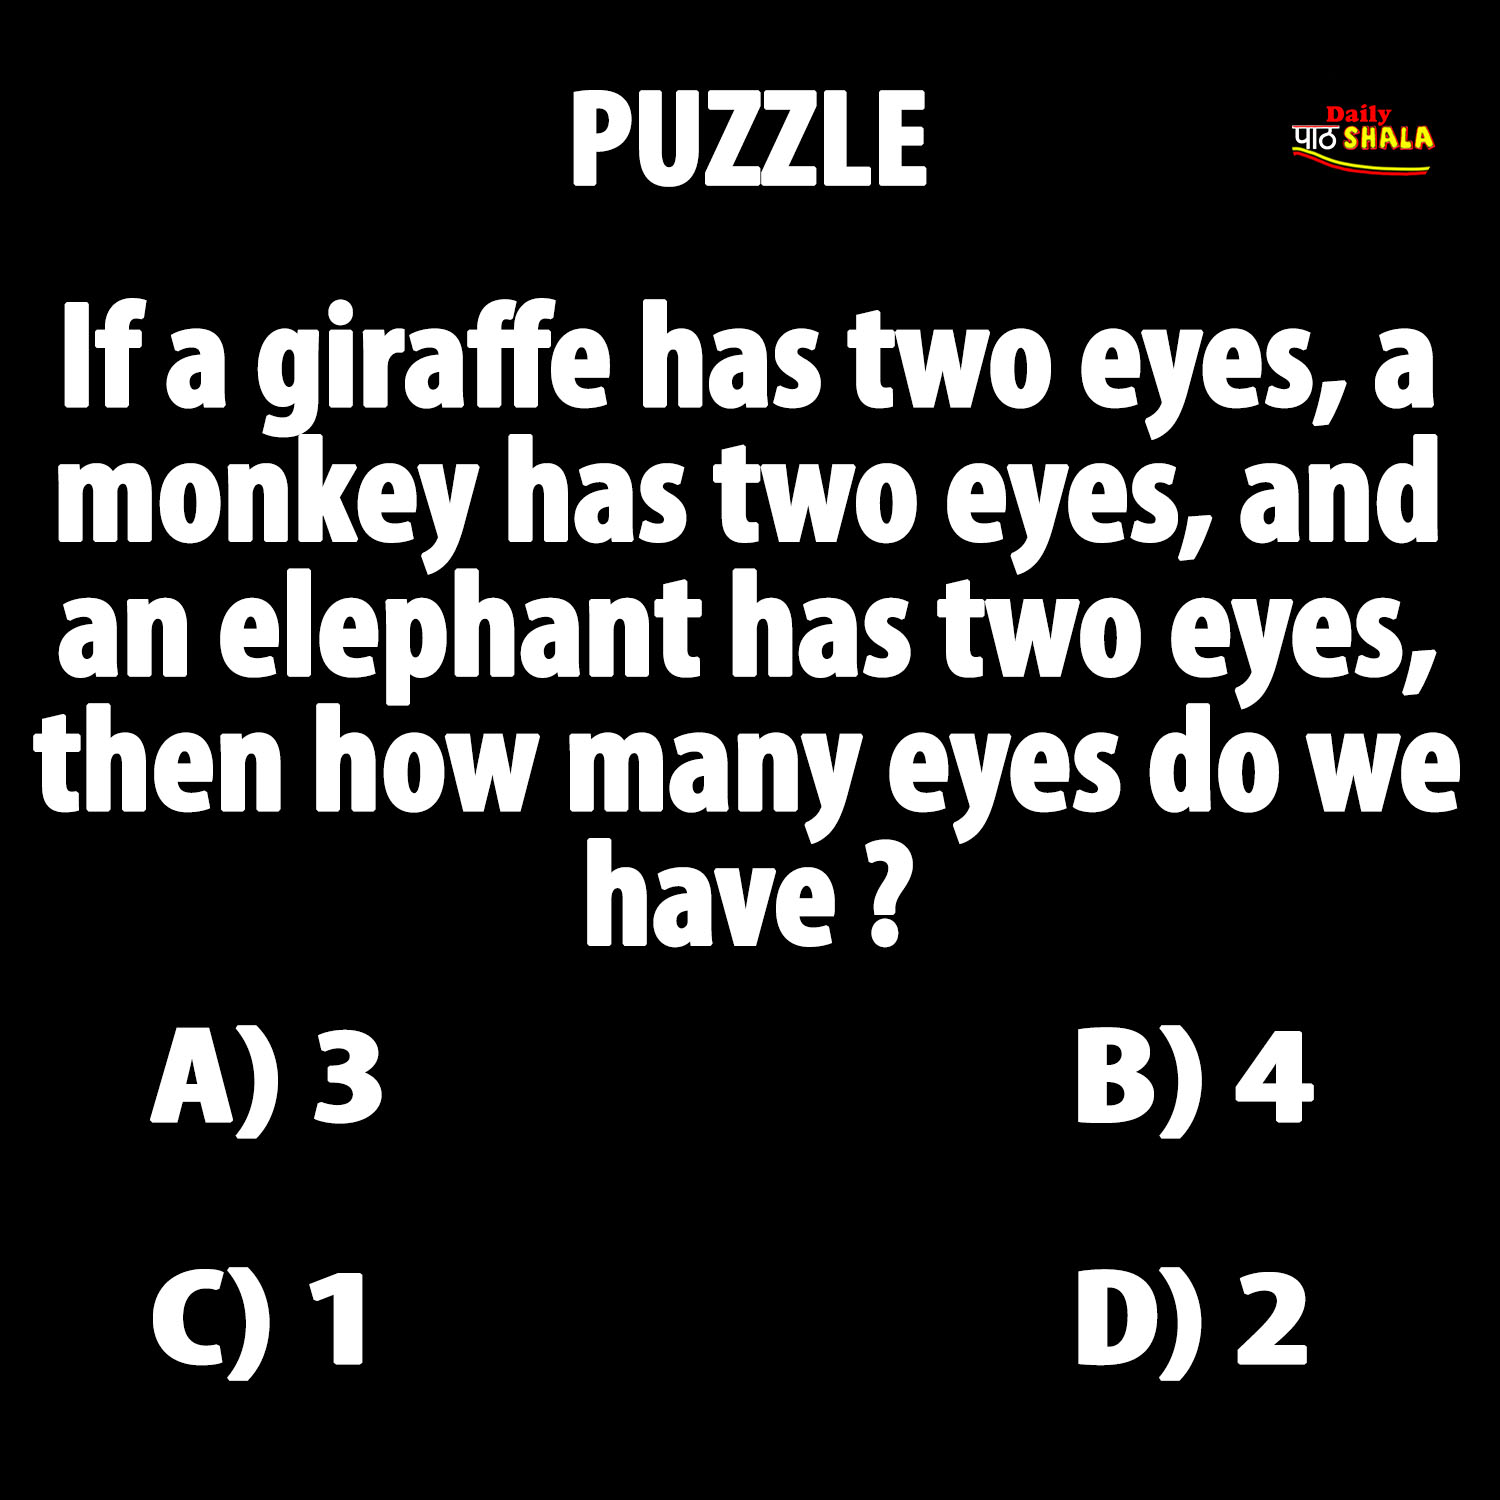 PUZZLE
Daily
पाठ SHALA
If a giraffe has two eyes, a
monkey has two eyes, and
an elephant has two eyes,
then how many eyes do we
have ?
A) 3
B) 4
C) 1
D) 2